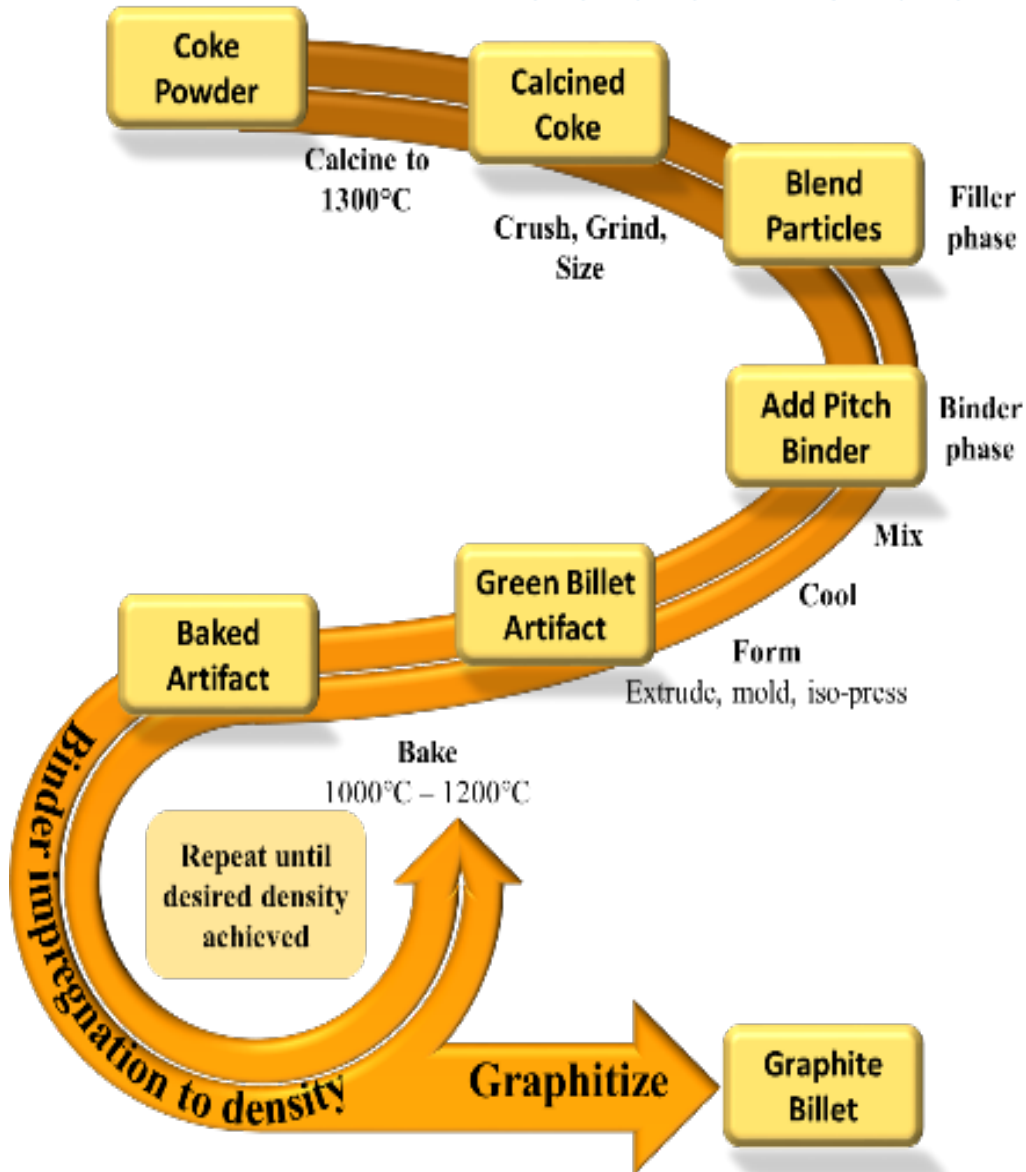 Coke
Powder
Calcined
Coke
Calcine to
1300°C
Blend
Particles
Filler
phase
Crush, Grind,
Size
Add Pitch
Binder
Binder
phase
Mix
Cool
Green Billet
Artifact
Form
Extrude, mold, iso-press
Baked
Artifact
Bake
1000°C – 1200°C
Binder impregnation to density
Repeat until
desired density
achieved
Graphitize
Graphite
Billet